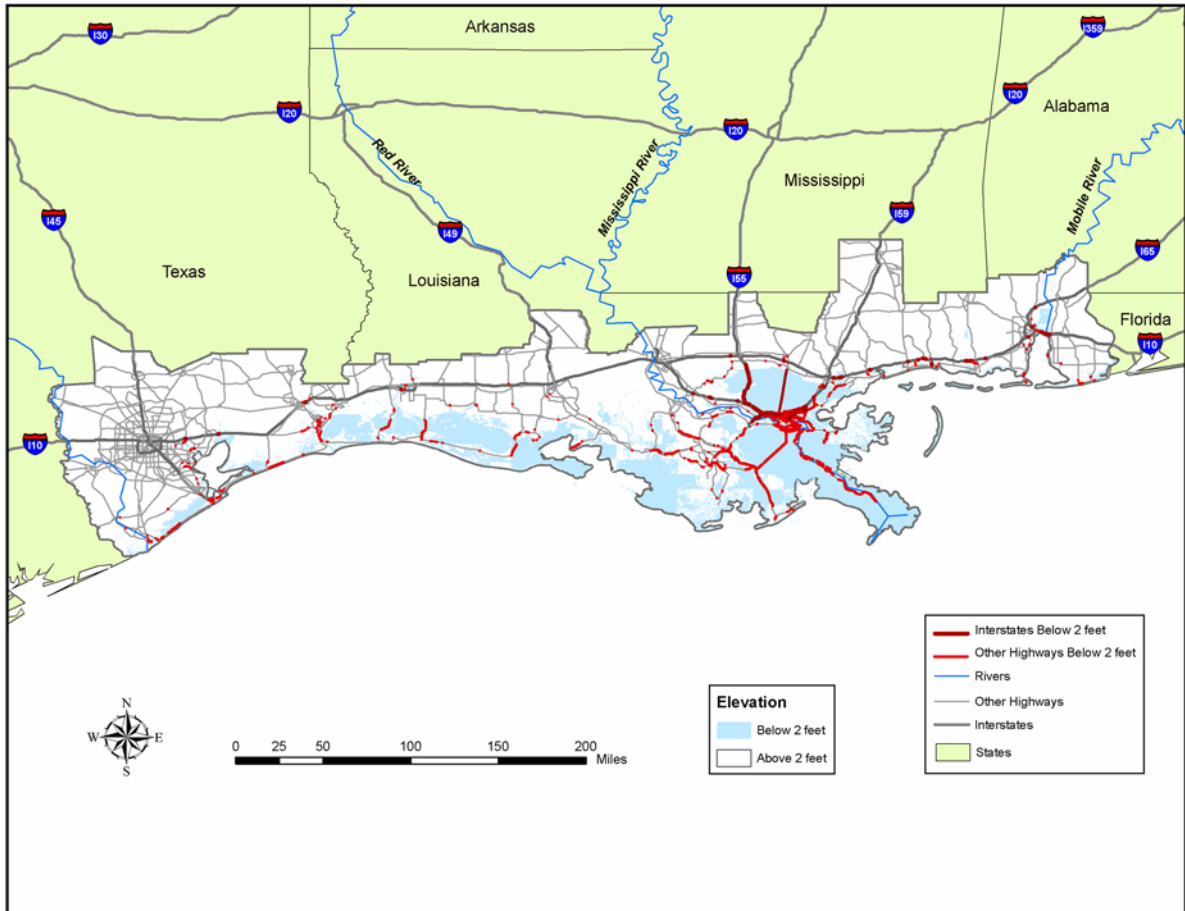 Arkansas
I30
I359
I20
I20
I20
Alabama
Red River
Mississippi River
Mississippi
Mobile River
I45
I49
I59
I65
Texas
Louisiana
I55
Florida
I10
I10
Interstates Below 2 feet
Other Highways Below 2 feet
Rivers
Other Highways
Interstates
States
Elevation
Below 2 feet
Above 2 feet
N
W E
S
0 25 50 100 150 200
Miles